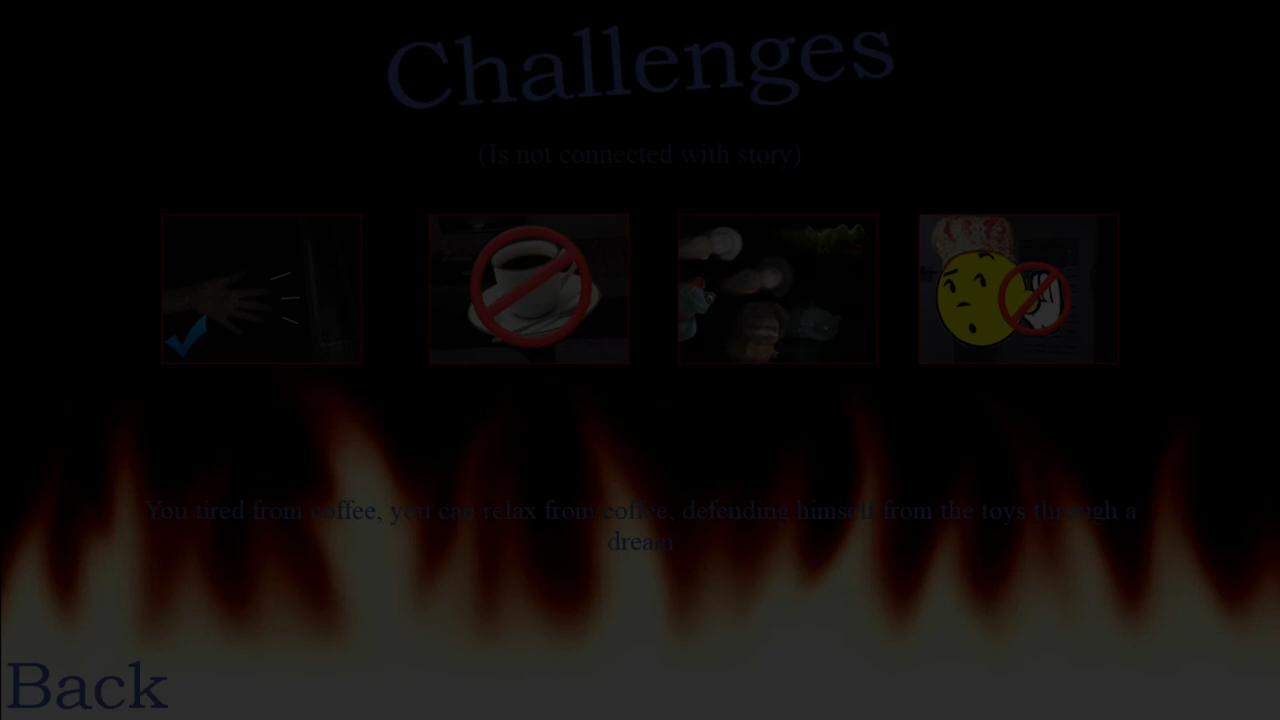 Challenges
(Is not connected with story)
You tired from coffee, you can relax from coffee, defending himself from the toys through a
dream
Back